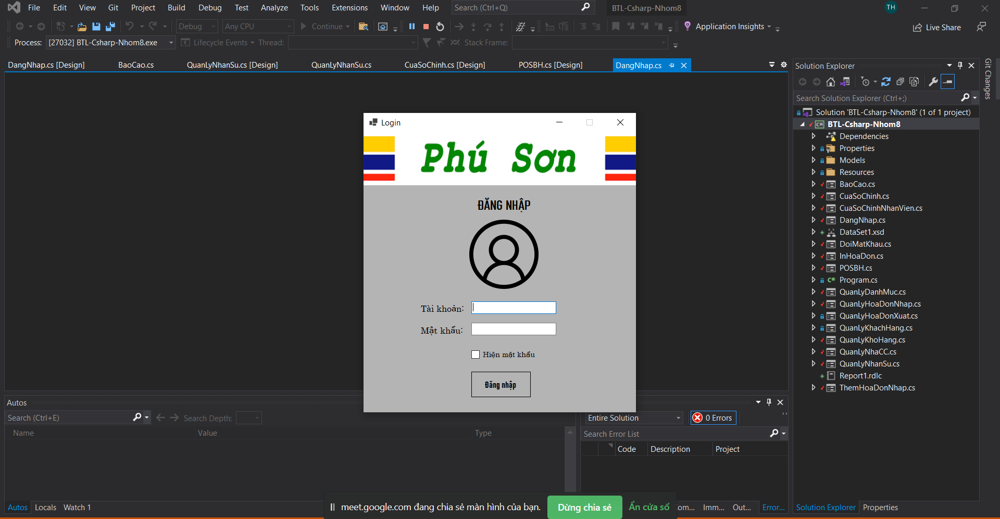 File Edit View Git Project Build Debug Test Analyze Tools Extensions Window Help Search (Ctrl+Q) BTL-Csharp-Nhom8 TH
Debug Any CPU Continue Application Insights Live Share
Process: [27032] BTL-Csharp-Nhom8.exe Lifecycle Events Thread: Stack Frame:
DangNhap.cs [Design] BaoCao.cs QuanLyNhanSu.cs [Design] QuanLyNhanSu.cs CuaSoChinh.cs [Design] POSBH.cs [Design] DangNhap.cs
Solution Explorer
Git Changes
Search Solution Explorer (Ctrl+;)
Solution 'BTL-Csharp-Nhom8' (1 of 1 project)
C# BTL-Csharp-Nhom8
Dependencies
Properties
Models
Resources
BaoCao.cs
CuaSoChinh.cs
CuaSoChinhNhanVien.cs
DangNhap.cs
DataSet1.xsd
DoiMatKhau.cs
InHoaDon.cs
POSBH.cs
C# Program.cs
QuanLyDanhMuc.cs
QuanLyHoaDonNhap.cs
QuanLyHoaDonXuat.cs
QuanLyKhachHang.cs
QuanLyKhoHang.cs
QuanLyNhaCC.cs
QuanLyNhanSu.cs
Report1.rdlc
ThemHoaDonNhap.cs
Login
Phú Sơn
ĐĂNG NHẬP
Tài khoản:
Mật khẩu:
Hiện mật khẩu
Đăng nhập
Autos
Search (Ctrl+E) Search Depth:
Name Value Type
Entire Solution 0 Errors
Search Error List
Code Description Project
Autos Locals Watch 1
meet.google.com đang chia sẻ màn hình của bạn. Dừng chia sẻ Ẩn cửa sổ
Com... Imm... Out... Error...
Solution Explorer Properties